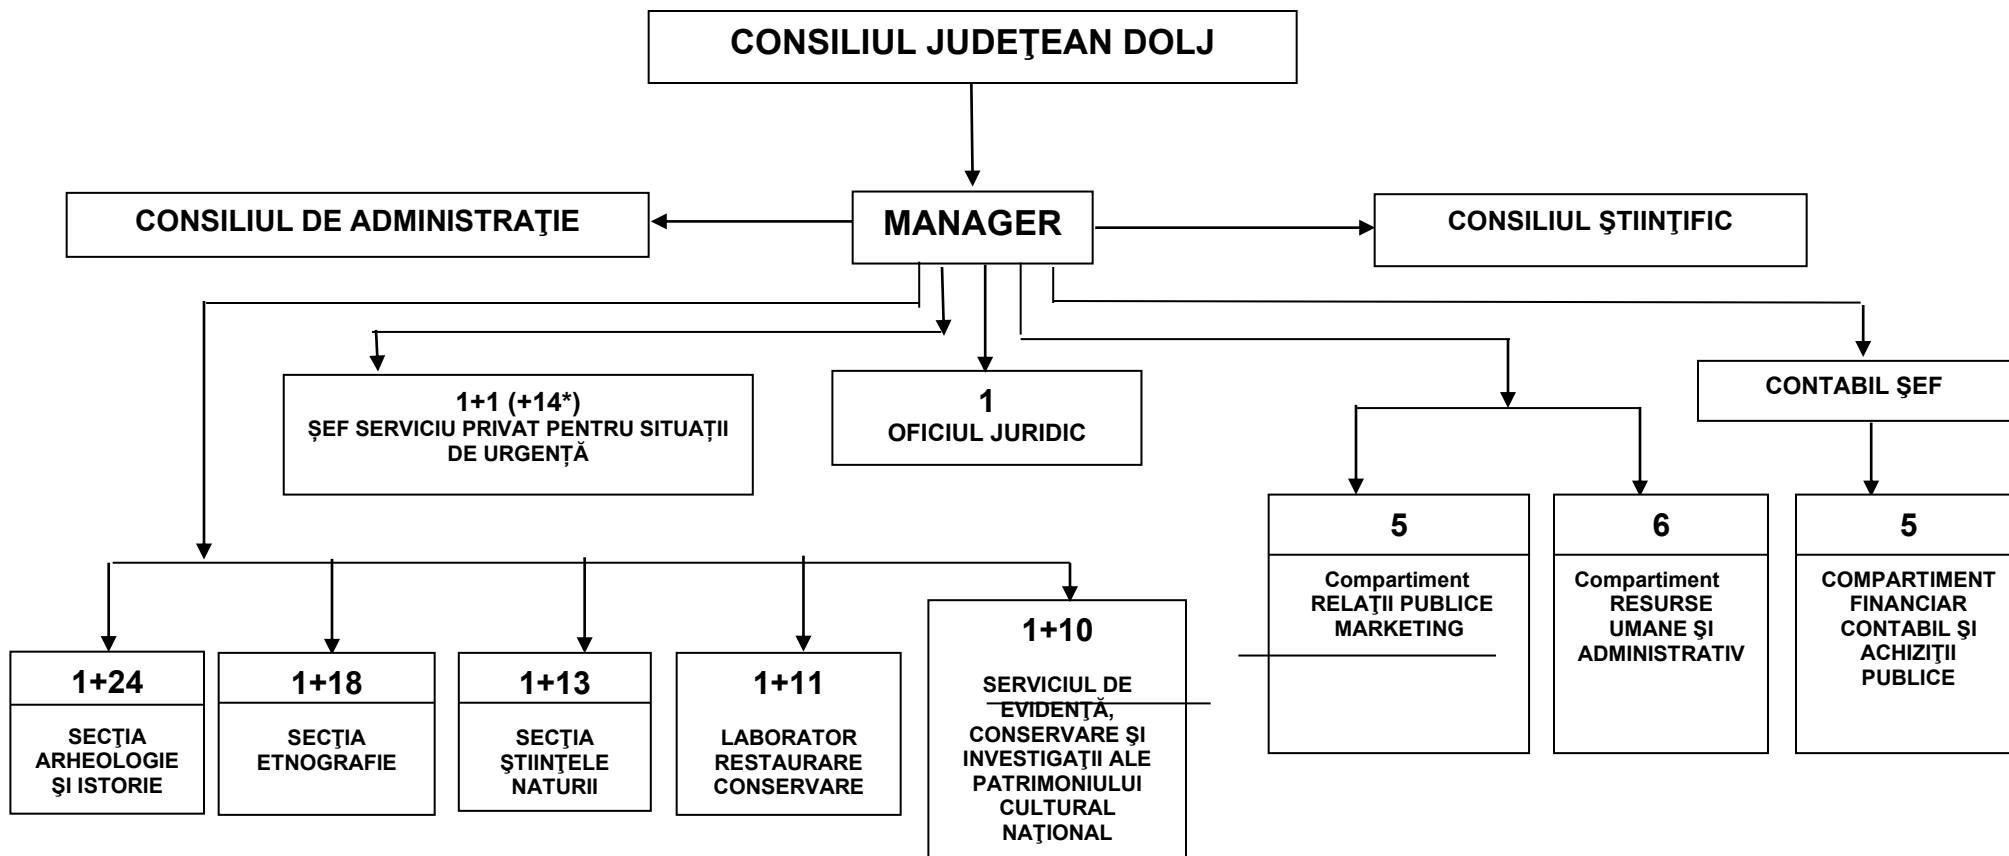 CONSILIUL JUDEŢEAN DOLJ
CONSILIUL DE ADMINISTRAŢIE
MANAGER
CONSILIUL ŞTIINŢIFIC
1+1 (+14*)
ȘEF SERVICIU PRIVAT PENTRU SITUAȚII
DE URGENȚĂ
1
OFICIUL JURIDIC
CONTABIL ŞEF
5
Compartiment
RELAŢII PUBLICE
MARKETING
6
Compartiment
RESURSE
UMANE ŞI
ADMINISTRATIV
5
COMPARTIMENT
FINANCIAR
CONTABIL ŞI
ACHIZIŢII
PUBLICE
1+24
SECŢIA
ARHEOLOGIE
ŞI ISTORIE
1+18
SECŢIA
ETNOGRAFIE
1+13
SECŢIA
ŞTIINŢELE
NATURII
1+11
LABORATOR
RESTAURARE
CONSERVARE
1+10
SERVICIUL DE
EVIDENŢĂ,
CONSERVARE ŞI
INVESTIGAŢII ALE
PATRIMONIULUI
CULTURAL
NAŢIONAL